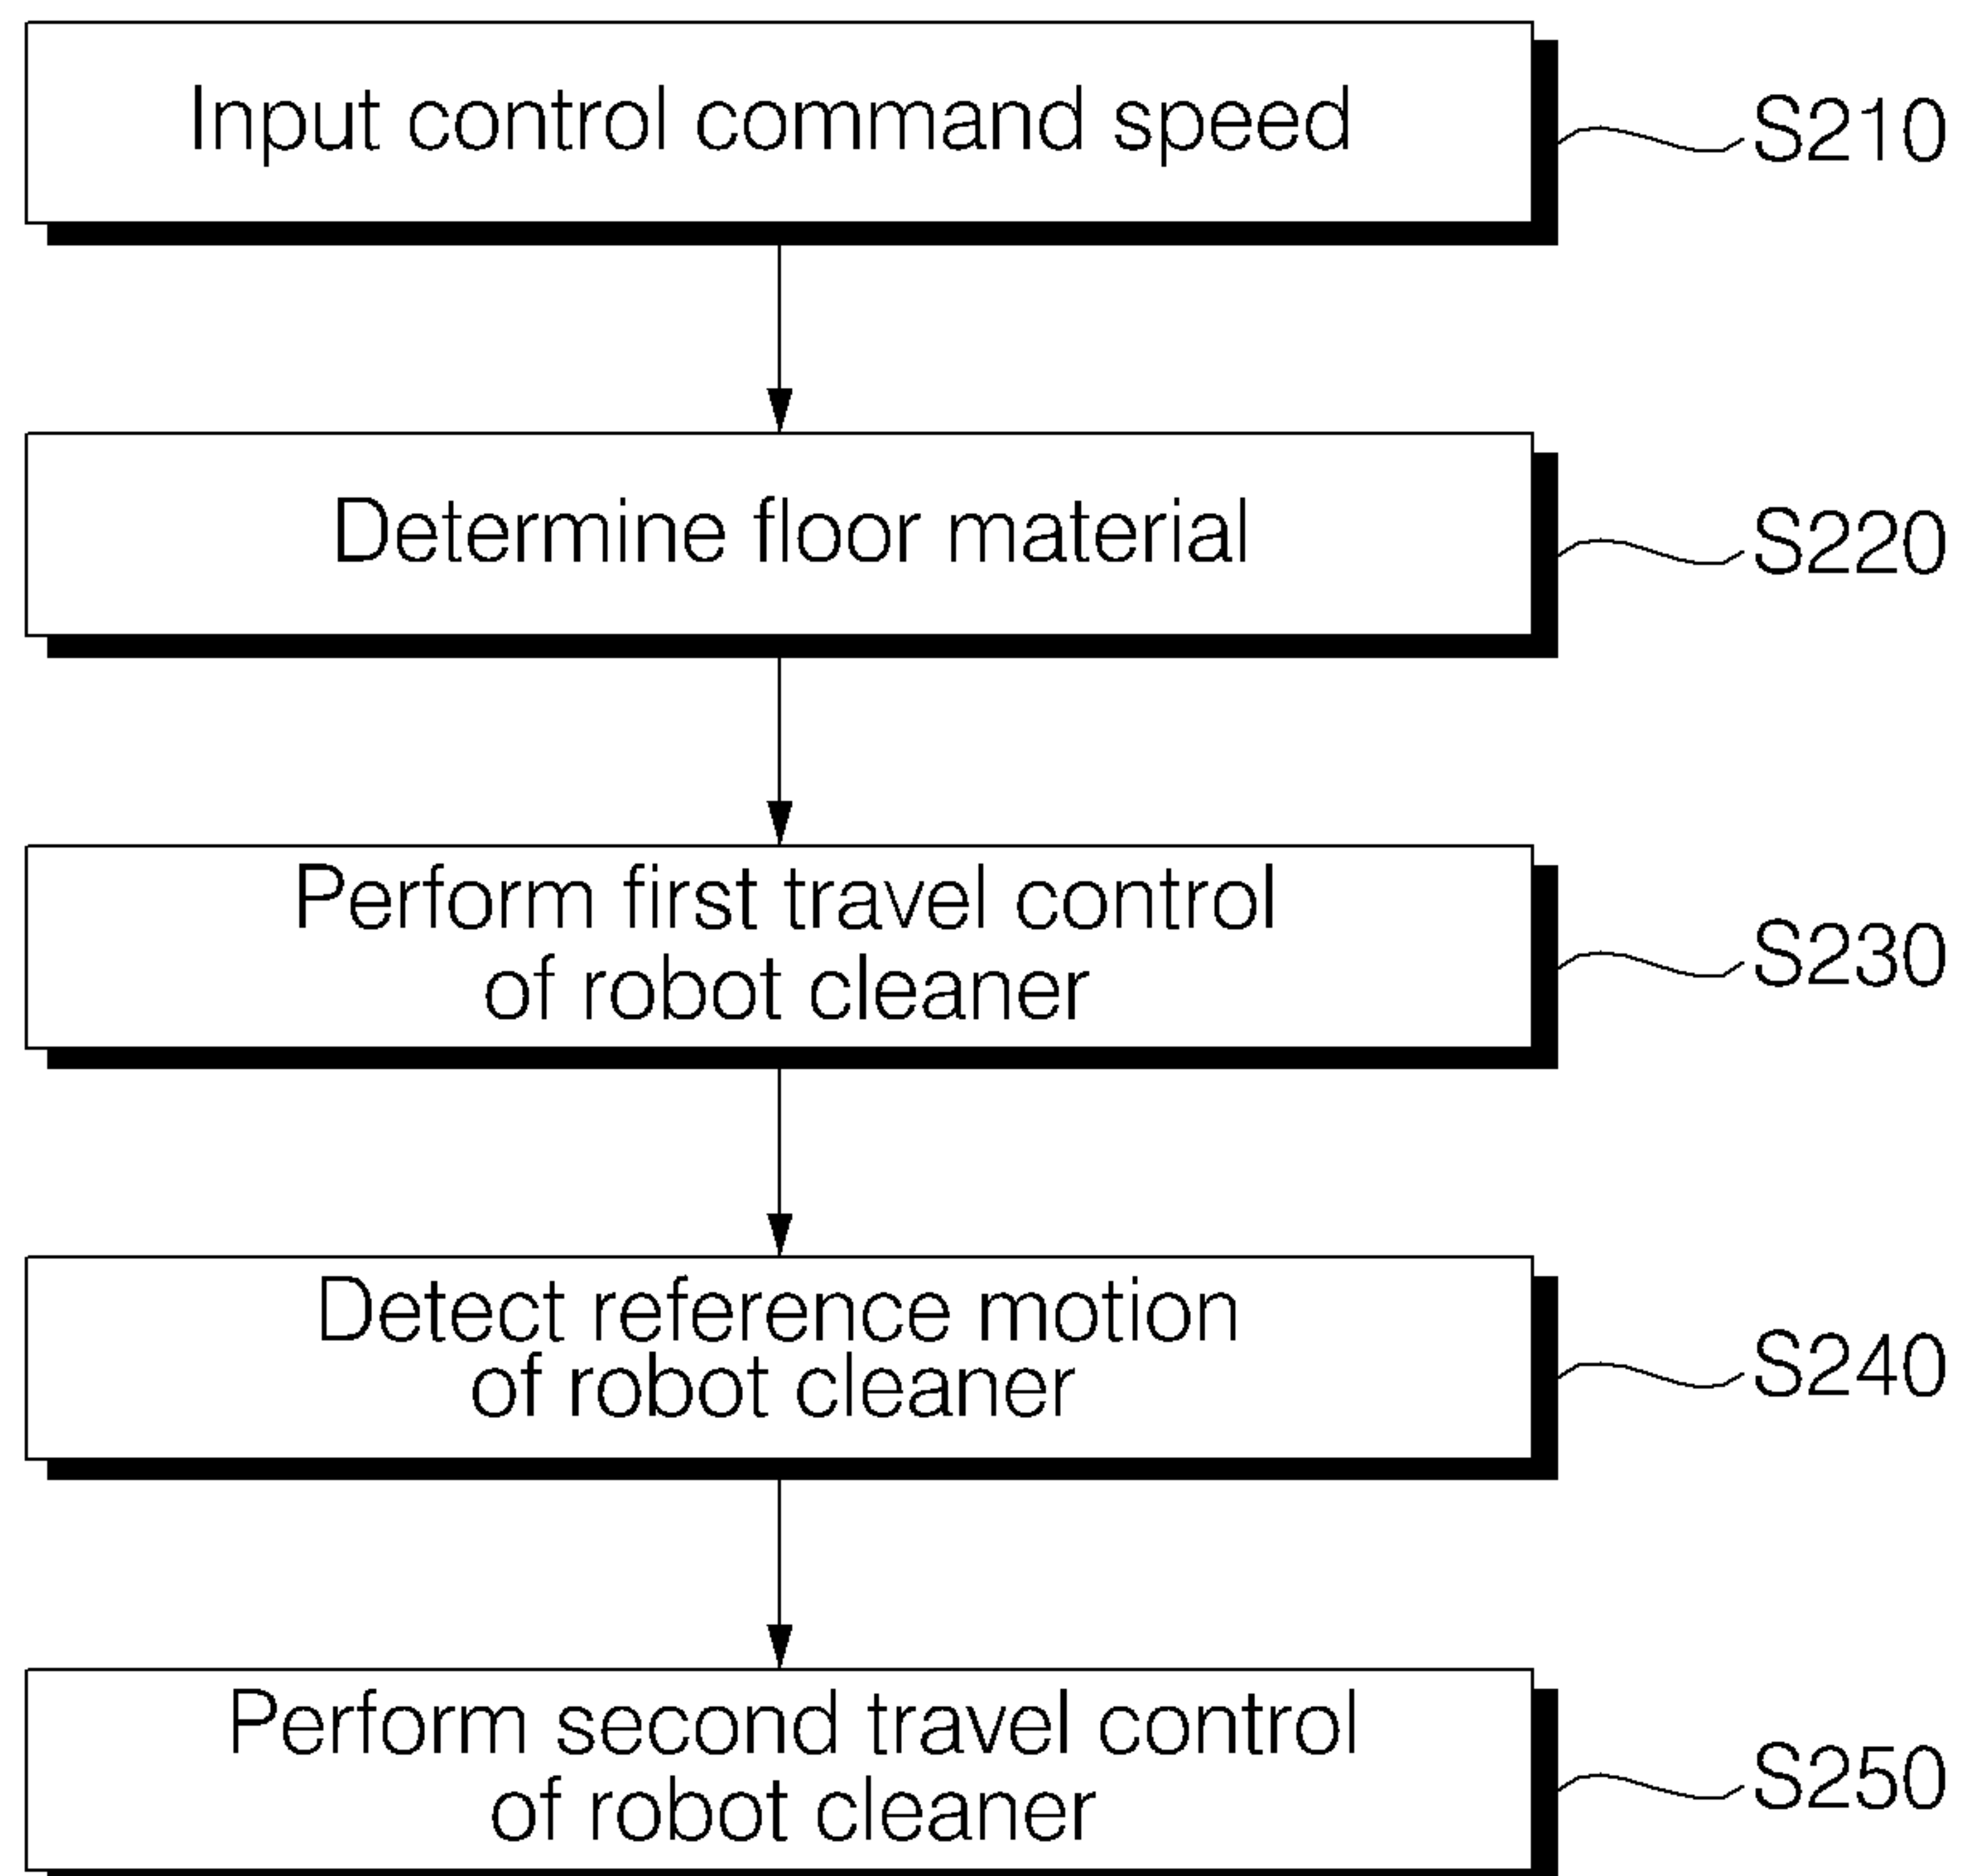 Input control command speed
S210
Determine floor material
S220
Perform first travel control
of robot cleaner
S230
Detect reference motion
of robot cleaner
S240
Perform second travel control
of robot cleaner
S250